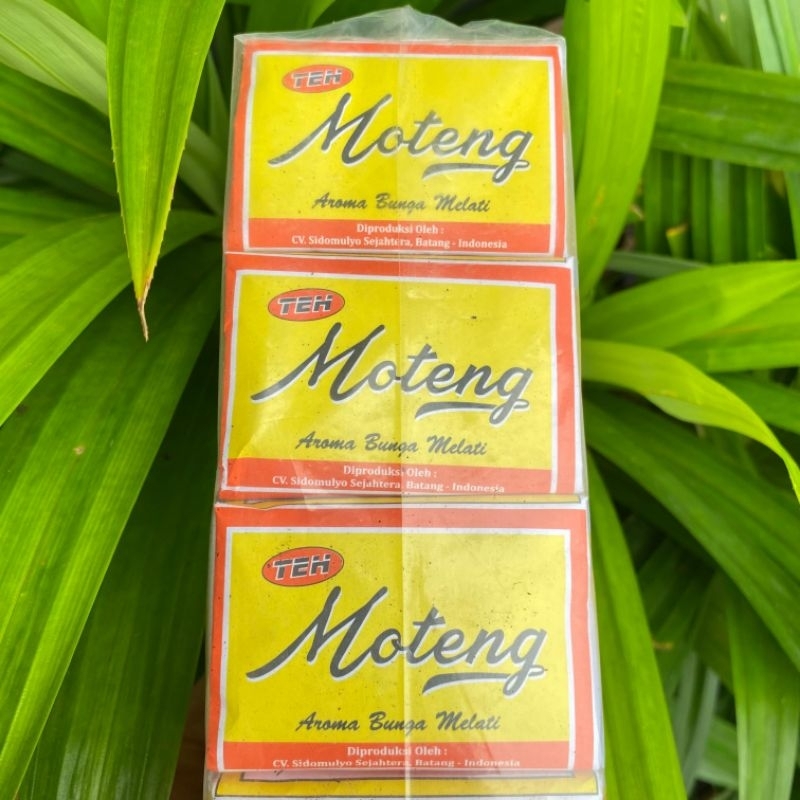 TEH
Moteng
Aroma Bunga Melati
Diproduksi Oleh :
CV. Sidomulyo Sejahtera, Batang - Indonesia
TEH
Moteng
Aroma Bunga Melati
Diproduksi Oleh :
CV. Sidomulyo Sejahtera, Batang - Indonesia
TEH
Moteng
Aroma Bunga Melati
Diproduksi Oleh :
CV. Sidomulyo Sejahtera, Batang - Indonesia